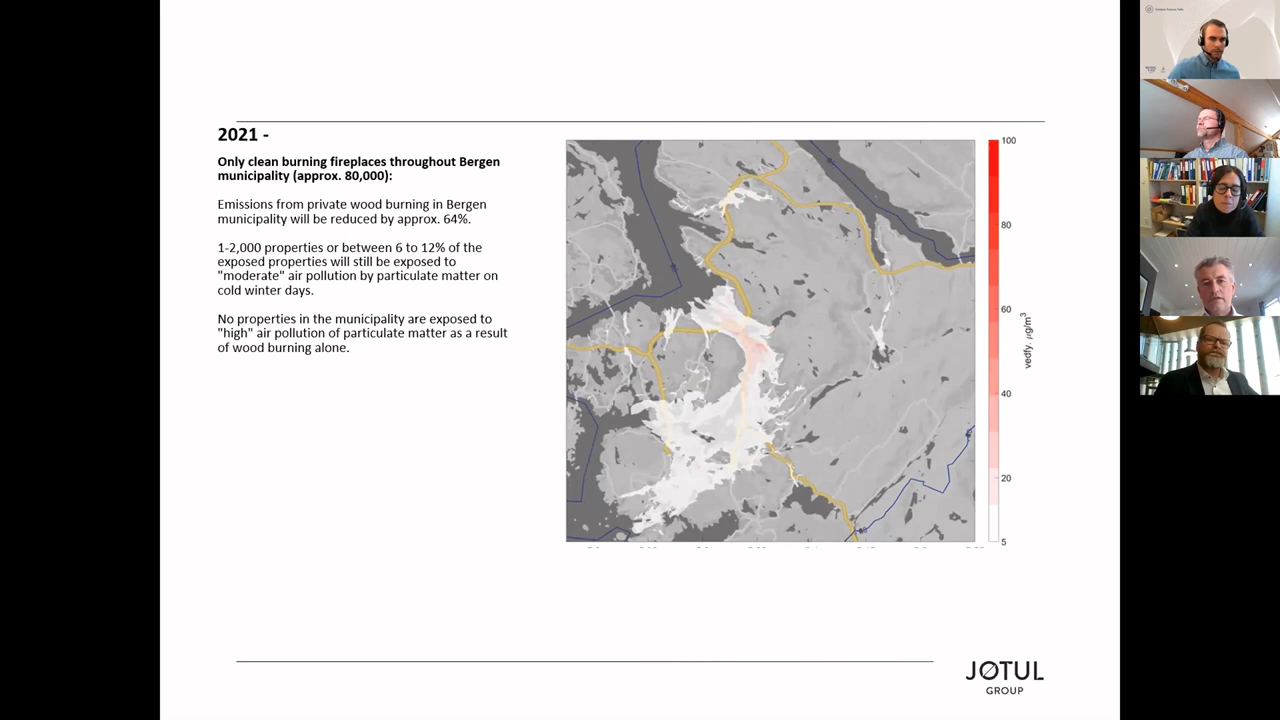 2021 -
Only clean burning fireplaces throughout Bergen
municipality (approx. 80,000):
Emissions from private wood burning in Bergen
municipality will be reduced by approx. 64%.
1-2,000 properties or between 6 to 12% of the
exposed properties will still be exposed to
"moderate" air pollution by particulate matter on
cold winter days.
No properties in the municipality are exposed to
"high" air pollution of particulate matter as a result
of wood burning alone.
100
80
60
40
20
5
vedfy. µg/m³
JØTUL
GROUP